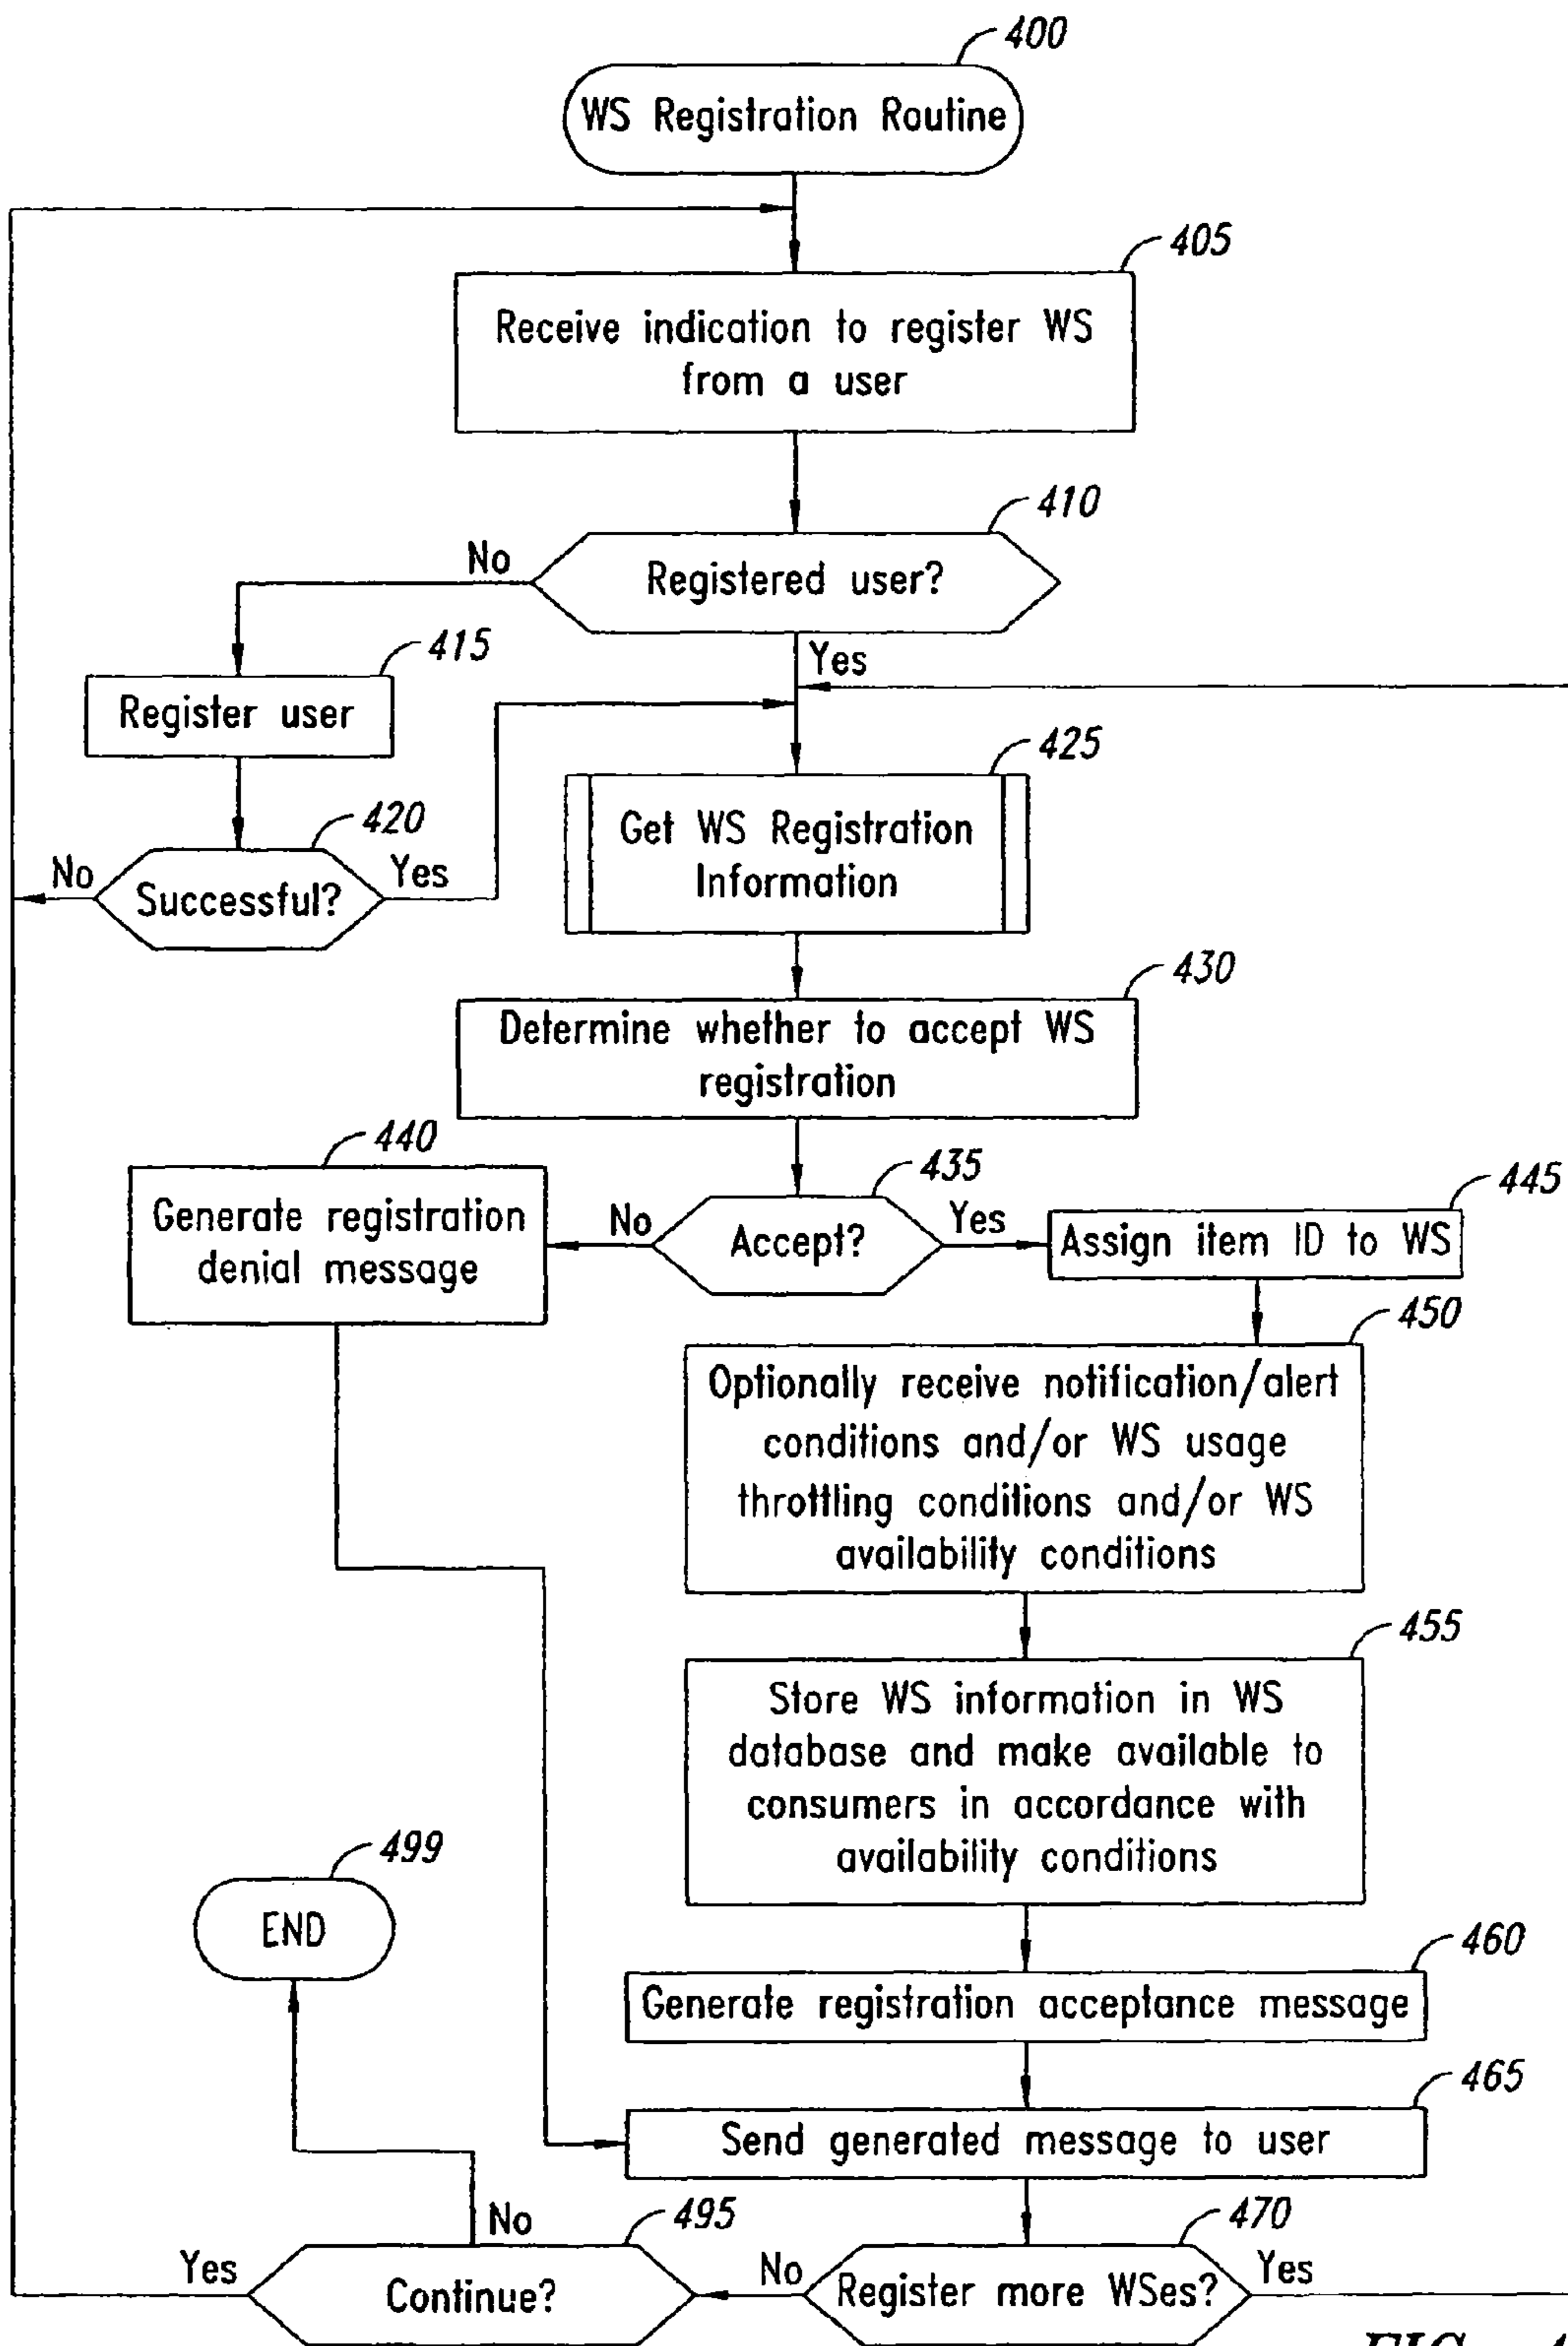 400
WS Registration Routine
405
Receive indication to register WS
from a user
410
No
Registered user?
415
Yes
Register user
425
420
Get WS Registration
Information
No
Successful?
Yes
430
Determine whether to accept WS
registration
440
435
445
Generate registration
denial message
No
Accept?
Yes
Assign item ID to WS
450
Optionally receive notification/alert
conditions and/or WS usage
throttling conditions and/or WS
availability conditions
455
Store WS information in WS
database and make available to
consumers in accordance with
availability conditions
499
END
460
Generate registration acceptance message
465
Send generated message to user
No
495
470
Yes
Continue?
No
Register more WSes?
Yes